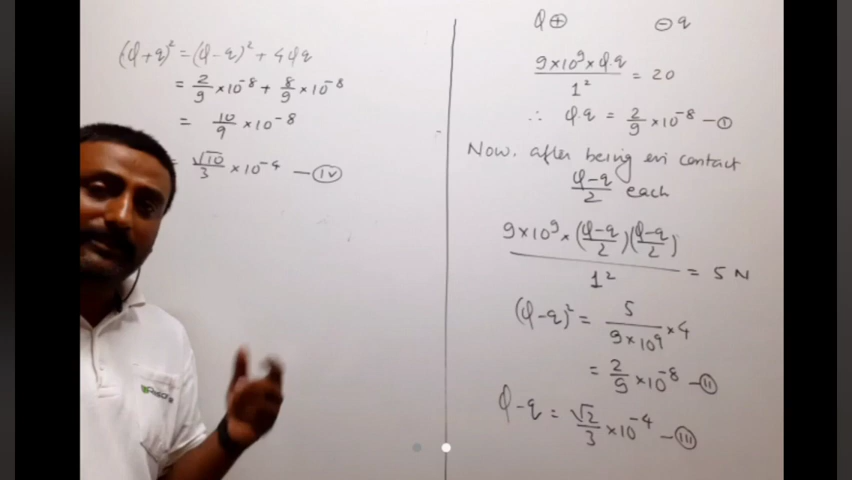 (Q+q)² = (Q-q)² + 4Qq
= 2/9 ×10⁻⁸ + 8/9 ×10⁻⁸
= 10/9 ×10⁻⁸
= √10/3 ×10⁻⁴ — (IV)
Q ⊕ ⊖ q
9×10⁹×Q.q / 1² = 20
∴ Q.q = 2/9 ×10⁻⁸ — (I)
Now, after being in contact
Q-q/2 each
9×10⁹×(Q-q/2)(Q-q/2) / 1² = 5 N
(Q-q)² = 5 / 9×10⁹ ×4
= 2/9 ×10⁻⁸ — (II)
Q-q = √2/3 ×10⁻⁴ — (III)